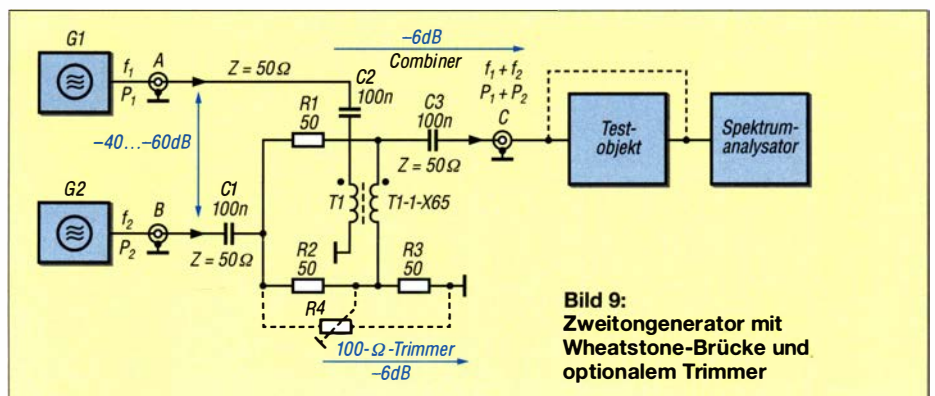 G1
f1
P1
A
Z = 50 Ω
–6dB
Combiner
C2
100n
f1 + f2
P1 + P2
C
R1
50
C3
100n
Z = 50 Ω
Test-
objekt
Spektrum-
analysator
–40...–60dB
G2
f2
P2
B
C1
100n
Z = 50 Ω
T1
T1-1-X65
R2
50
R3
50
R4
100-Ω-Trimmer
–6dB
Bild 9:
Zweitongenerator mit
Wheatstone-Brücke und
optionalem Trimmer